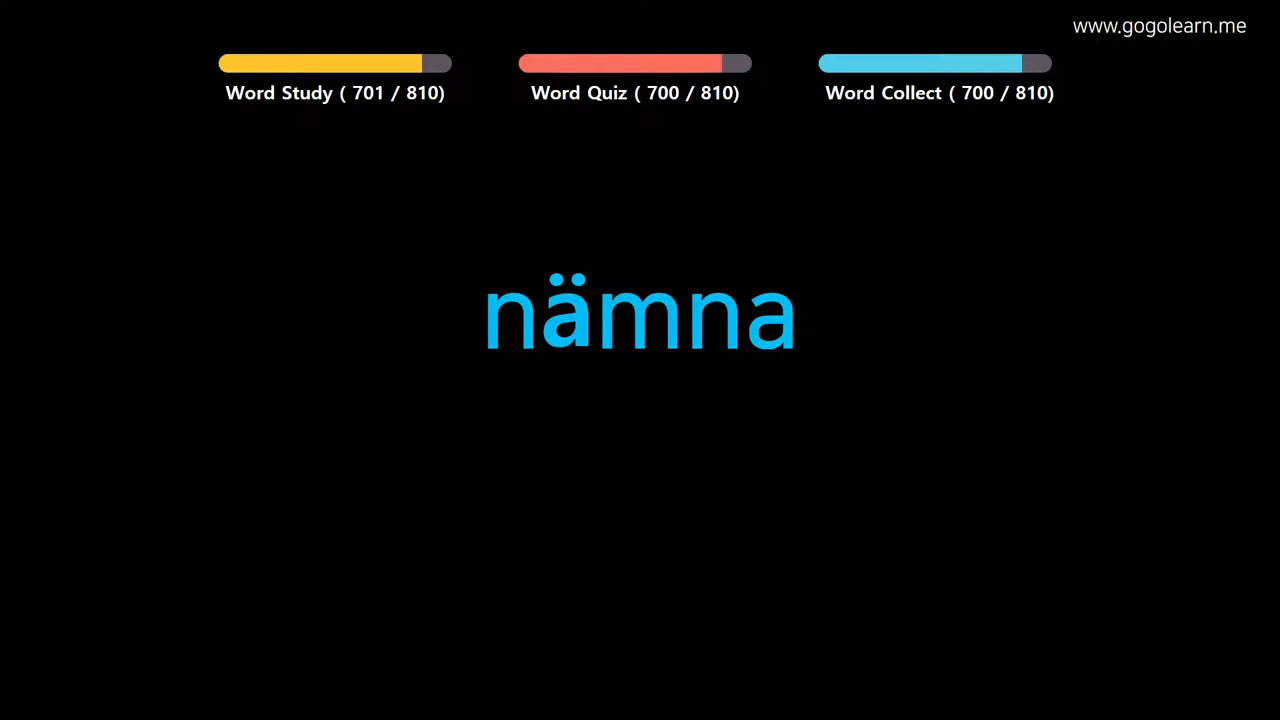 www.gogolearn.me
Word Study ( 701 / 810)
Word Quiz ( 700 / 810)
Word Collect ( 700 / 810)
nämna